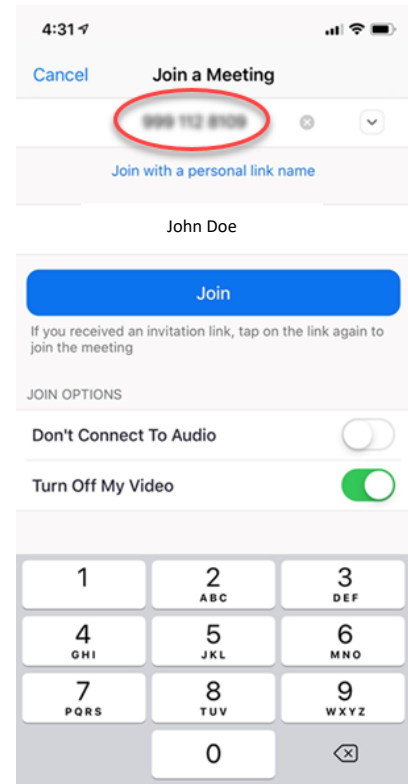 4:31
Cancel Join a Meeting
Join with a personal link name
John Doe
Join
If you received an invitation link, tap on the link again to
join the meeting
JOIN OPTIONS
Don't Connect To Audio
Turn Off My Video
1 2 3
ABC DEF
4 5 6
GHI JKL MNO
7 8 9
PQRS TUV WXYZ
0